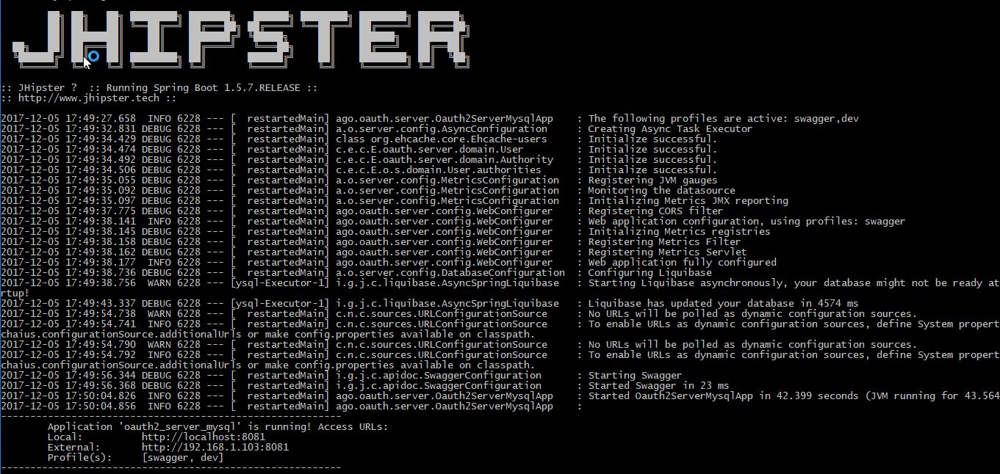 JHIPSTER
:: JHipster ?  :: Running Spring Boot 1.5.7.RELEASE ::
:: http://www.jhipster.tech ::
2017-12-05 17:49:27.658  INFO 6228 --- [  restartedMain] ago.oauth.server.Oauth2ServerMysqlApp    : The following profiles are active: swagger,dev
2017-12-05 17:49:32.831 DEBUG 6228 --- [  restartedMain] a.o.server.config.AsyncConfiguration     : Creating Async Task Executor
2017-12-05 17:49:34.429 DEBUG 6228 --- [  restartedMain] class org.ehcache.core.Ehcache-users     : Initialize successful.
2017-12-05 17:49:34.474 DEBUG 6228 --- [  restartedMain] c.e.c.E.oauth.server.domain.User         : Initialize successful.
2017-12-05 17:49:34.492 DEBUG 6228 --- [  restartedMain] c.e.c.E.oauth.server.domain.Authority    : Initialize successful.
2017-12-05 17:49:34.506 DEBUG 6228 --- [  restartedMain] c.e.c.E.o.s.domain.User.authorities      : Initialize successful.
2017-12-05 17:49:35.055 DEBUG 6228 --- [  restartedMain] a.o.server.config.MetricsConfiguration   : Registering JVM gauges
2017-12-05 17:49:35.092 DEBUG 6228 --- [  restartedMain] a.o.server.config.MetricsConfiguration   : Monitoring the datasource
2017-12-05 17:49:35.097 DEBUG 6228 --- [  restartedMain] a.o.server.config.MetricsConfiguration   : Initializing Metrics JMX reporting
2017-12-05 17:49:37.775 DEBUG 6228 --- [  restartedMain] ago.oauth.server.config.WebConfigurer    : Registering CORS filter
2017-12-05 17:49:38.141  INFO 6228 --- [  restartedMain] ago.oauth.server.config.WebConfigurer    : Web application configuration, using profiles: swagger
2017-12-05 17:49:38.145 DEBUG 6228 --- [  restartedMain] ago.oauth.server.config.WebConfigurer    : Initializing Metrics registries
2017-12-05 17:49:38.158 DEBUG 6228 --- [  restartedMain] ago.oauth.server.config.WebConfigurer    : Registering Metrics Filter
2017-12-05 17:49:38.162 DEBUG 6228 --- [  restartedMain] ago.oauth.server.config.WebConfigurer    : Registering Metrics Servlet
2017-12-05 17:49:38.177  INFO 6228 --- [  restartedMain] ago.oauth.server.config.WebConfigurer    : Web application fully configured
2017-12-05 17:49:38.736 DEBUG 6228 --- [  restartedMain] a.o.server.config.DatabaseConfiguration  : Configuring Liquibase
2017-12-05 17:49:38.756  WARN 6228 --- [ysql-Executor-1] i.g.j.c.liquibase.AsyncSpringLiquibase   : Starting Liquibase asynchronously, your database might not be ready at
rtup!
2017-12-05 17:49:43.337 DEBUG 6228 --- [ysql-Executor-1] i.g.j.c.liquibase.AsyncSpringLiquibase   : Liquibase has updated your database in 4574 ms
2017-12-05 17:49:54.738  WARN 6228 --- [  restartedMain] c.n.c.sources.URLConfigurationSource     : No URLs will be polled as dynamic configuration sources.
2017-12-05 17:49:54.741  INFO 6228 --- [  restartedMain] c.n.c.sources.URLConfigurationSource     : To enable URLs as dynamic configuration sources, define System propert
chaius.configurationSource.additionalUrls or make config.properties available on classpath.
2017-12-05 17:49:54.790  WARN 6228 --- [  restartedMain] c.n.c.sources.URLConfigurationSource     : No URLs will be polled as dynamic configuration sources.
2017-12-05 17:49:54.792  INFO 6228 --- [  restartedMain] c.n.c.sources.URLConfigurationSource     : To enable URLs as dynamic configuration sources, define System propert
chaius.configurationSource.additionalUrls or make config.properties available on classpath.
2017-12-05 17:49:56.344 DEBUG 6228 --- [  restartedMain] i.g.j.c.apidoc.SwaggerConfiguration      : Starting Swagger
2017-12-05 17:49:56.368 DEBUG 6228 --- [  restartedMain] i.g.j.c.apidoc.SwaggerConfiguration      : Started Swagger in 23 ms
2017-12-05 17:50:04.826  INFO 6228 --- [  restartedMain] ago.oauth.server.Oauth2ServerMysqlApp    : Started Oauth2ServerMysqlApp in 42.399 seconds (JVM running for 43.564
2017-12-05 17:50:04.856  INFO 6228 --- [  restartedMain] ago.oauth.server.Oauth2ServerMysqlApp    :
----------------------------------------------------------
Application 'oauth2_server_mysql' is running! Access URLs:
Local:          http://localhost:8081
External:       http://192.168.1.103:8081
Profile(s):     [swagger, dev]
----------------------------------------------------------